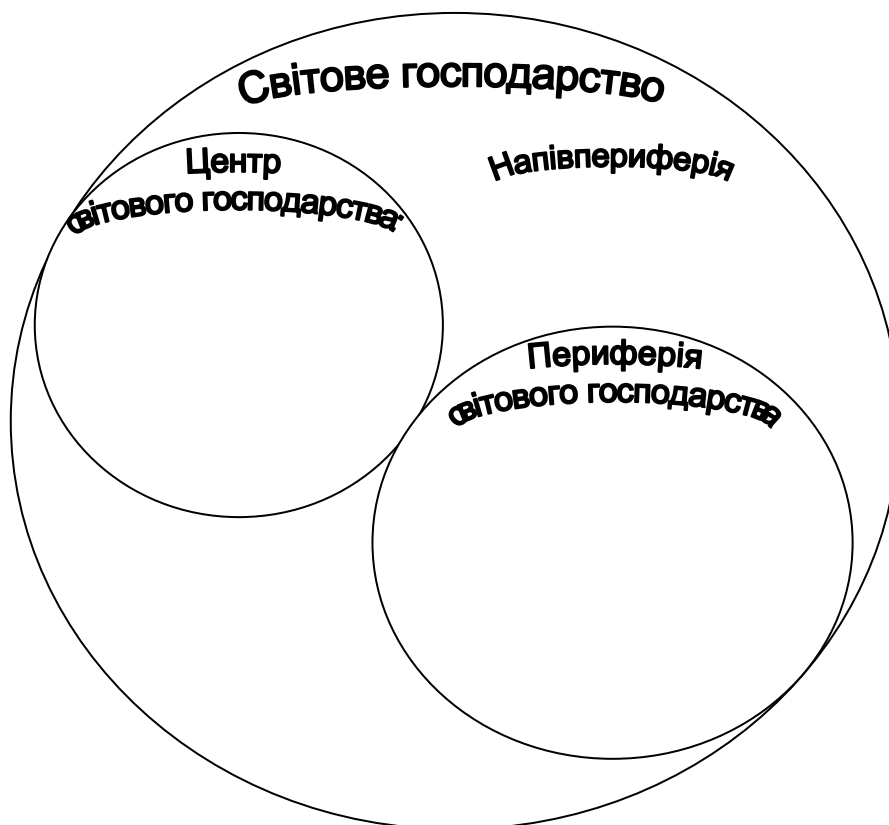 Світове господарство
Центр
світового господарства
Напівпериферія
Периферія
світового господарства